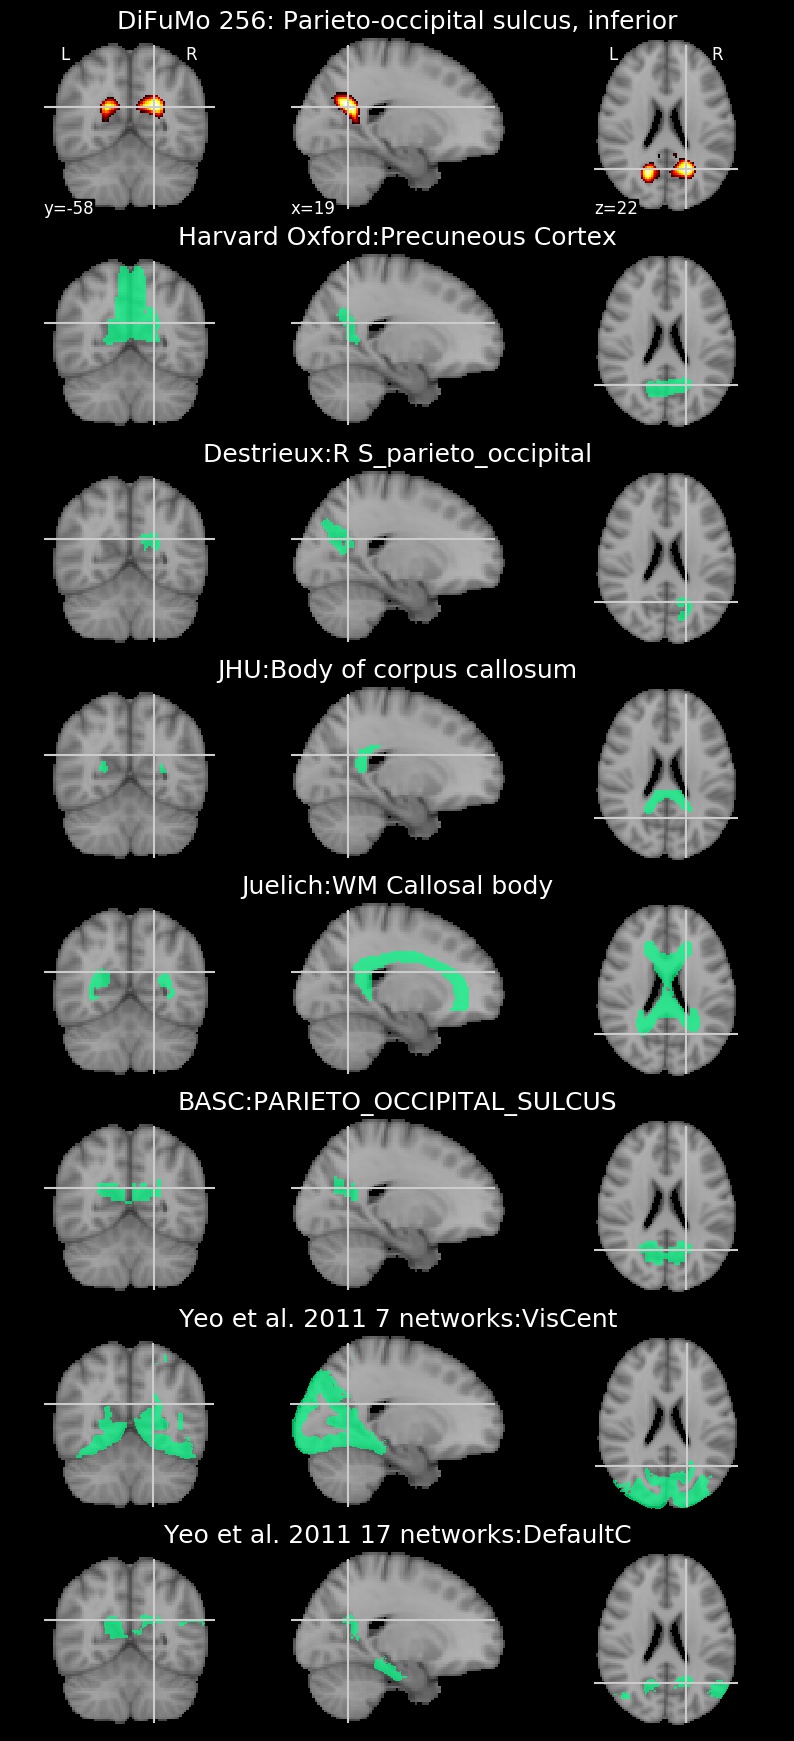 DiFuMo 256: Parieto-occipital sulcus, inferior
L R L R
y=-58 x=19 z=22
Harvard Oxford:Precuneous Cortex
Destrieux:R S_parieto_occipital
JHU:Body of corpus callosum
Juelich:WM Callosal body
BASC:PARIETO_OCCIPITAL_SULCUS
Yeo et al. 2011 7 networks:VisCent
Yeo et al. 2011 17 networks:DefaultC